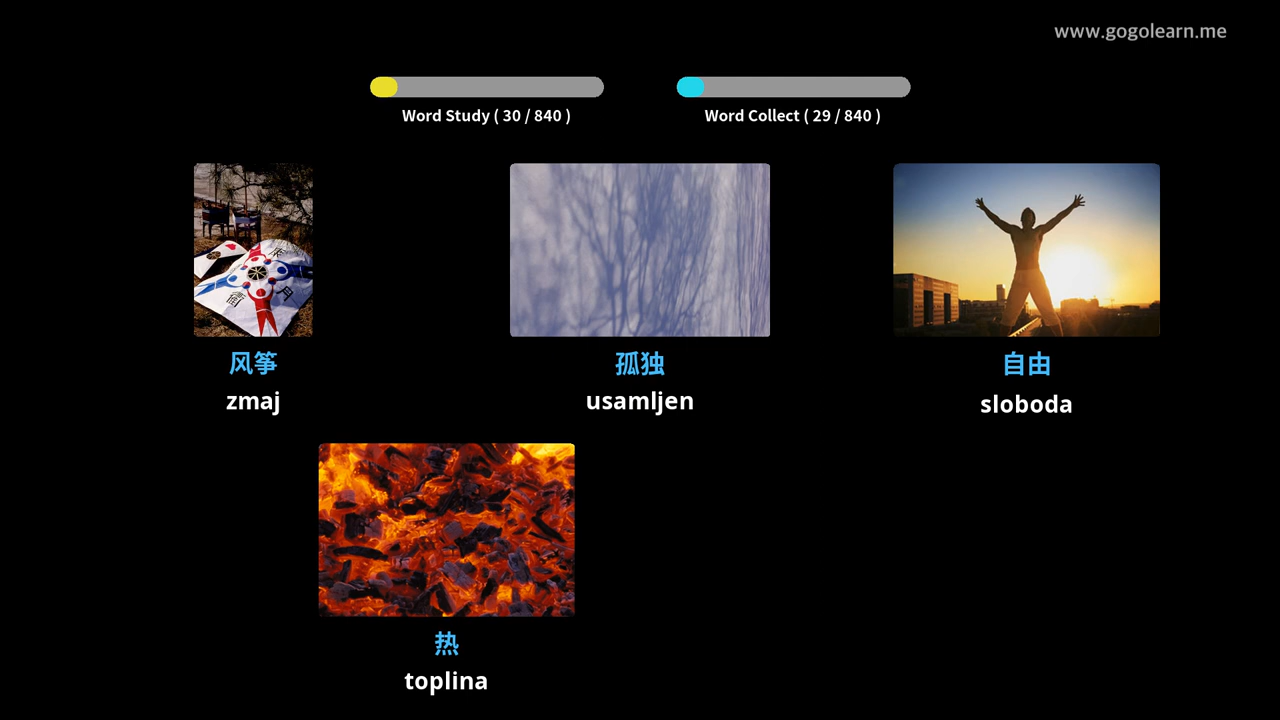 www.gogolearn.me
Word Study ( 30 / 840 )
Word Collect ( 29 / 840 )
风筝
zmaj
孤独
usamljen
自由
sloboda
热
toplina